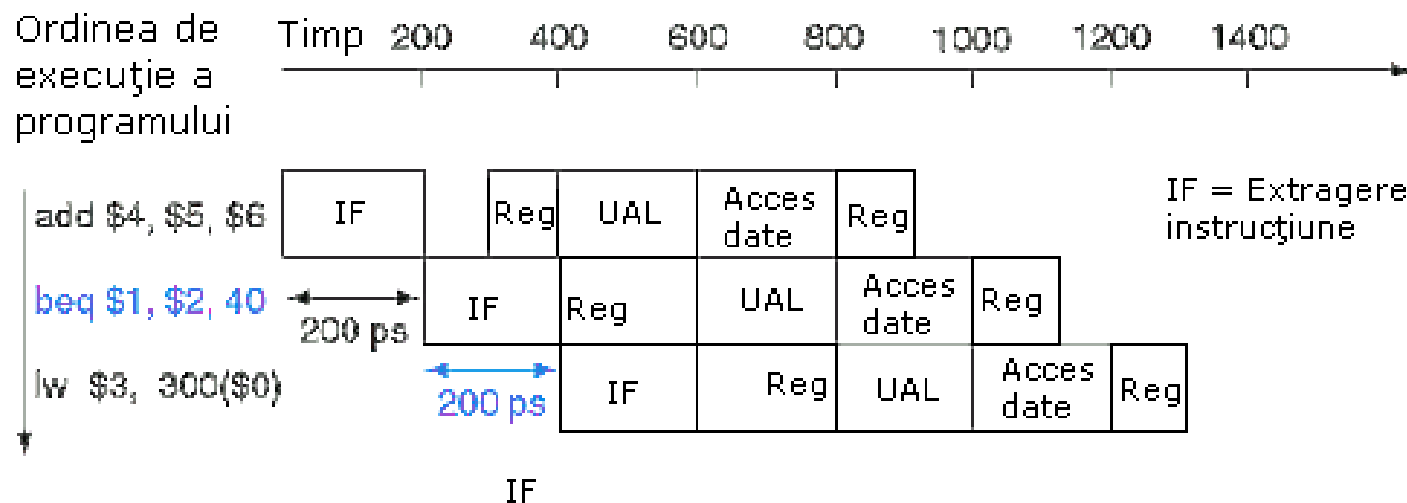 Ordinea de
execuţie a
programului
Timp 200 400 600 800 1000 1200 1400
add $4, $5, $6
IF
Reg
UAL
Acces
date
Reg
IF = Extragere
instrucţiune
beq $1, $2, 40
200 ps
IF
Reg
UAL
Acces
date
Reg
lw $3, 300($0)
200 ps
IF
Reg
UAL
Acces
date
Reg
IF